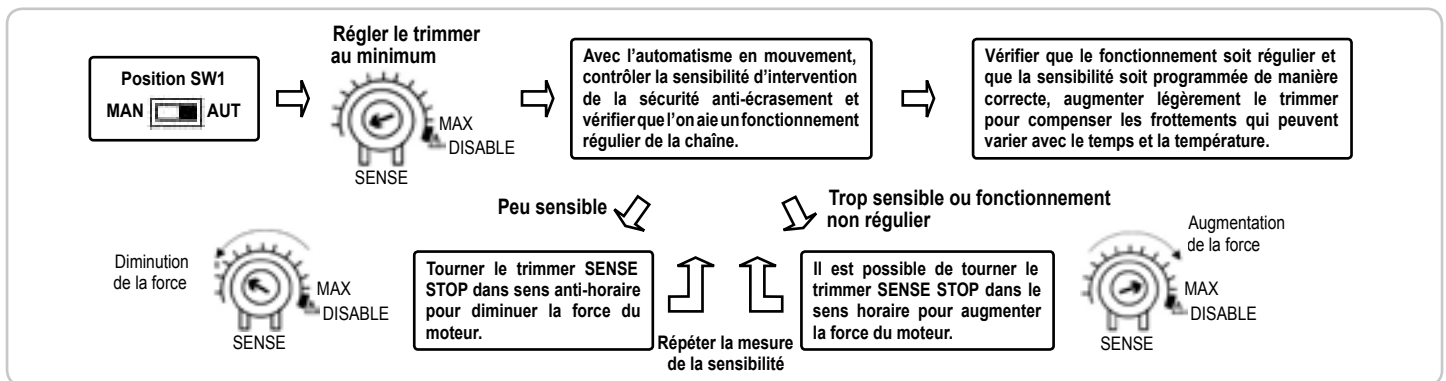 Position SW1
MAN AUT
Régler le trimmer
au minimum
MAX
DISABLE
SENSE
Avec l'automatisme en mouvement,
contrôler la sensibilité d'intervention
de la sécurité anti-écrasement et
vérifier que l'on aie un fonctionnement
régulier de la chaîne.
Vérifier que le fonctionnement soit régulier et
que la sensibilité soit programmée de manière
correcte, augmenter légèrement le trimmer
pour compenser les frottements qui peuvent
varier avec le temps et la température.
Peu sensible
Trop sensible ou fonctionnement
non régulier
Diminution
de la force
MAX
DISABLE
SENSE
Tourner le trimmer SENSE
STOP dans sens anti-horaire
pour diminuer la force du
moteur.
Répéter la mesure
de la sensibilité
Il est possible de tourner le
trimmer SENSE STOP dans le
sens horaire pour augmenter
la force du moteur.
Augmentation
de la force
MAX
DISABLE
SENSE